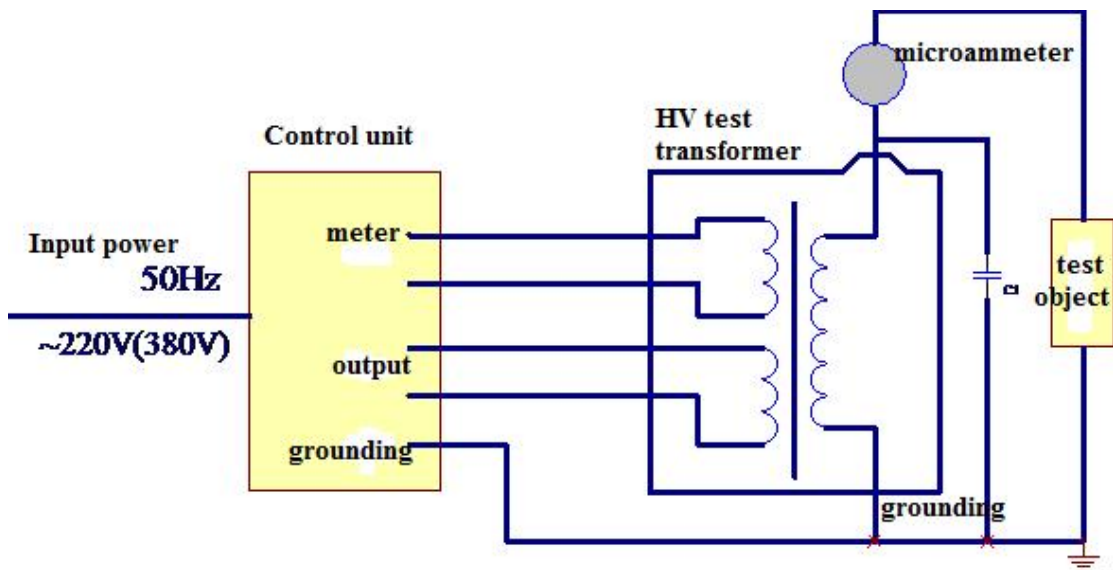 microammeter
HV test
transformer
Control unit
meter
Input power
50Hz
~220V(380V)
output
grounding
test
object
grounding